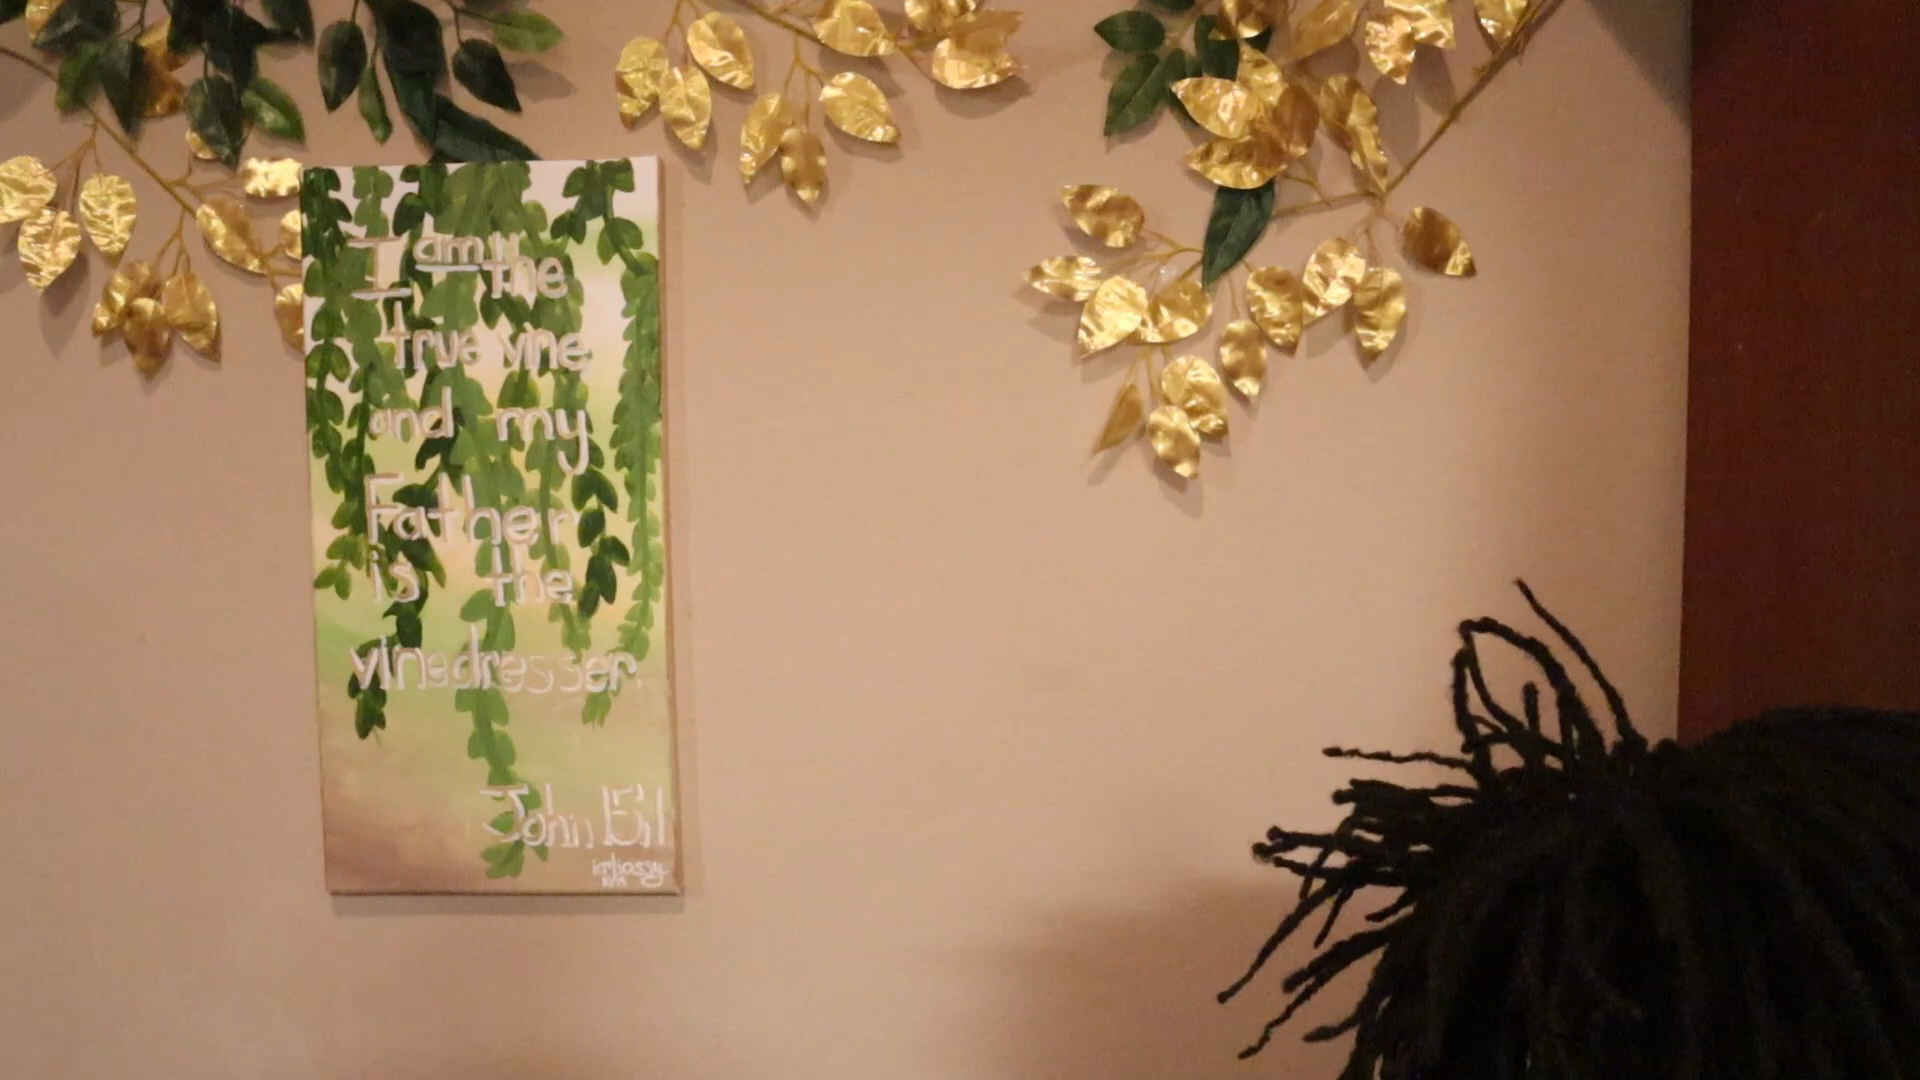 I am the
True vine
and my
Father
is the
vinedresser.
John 15:1